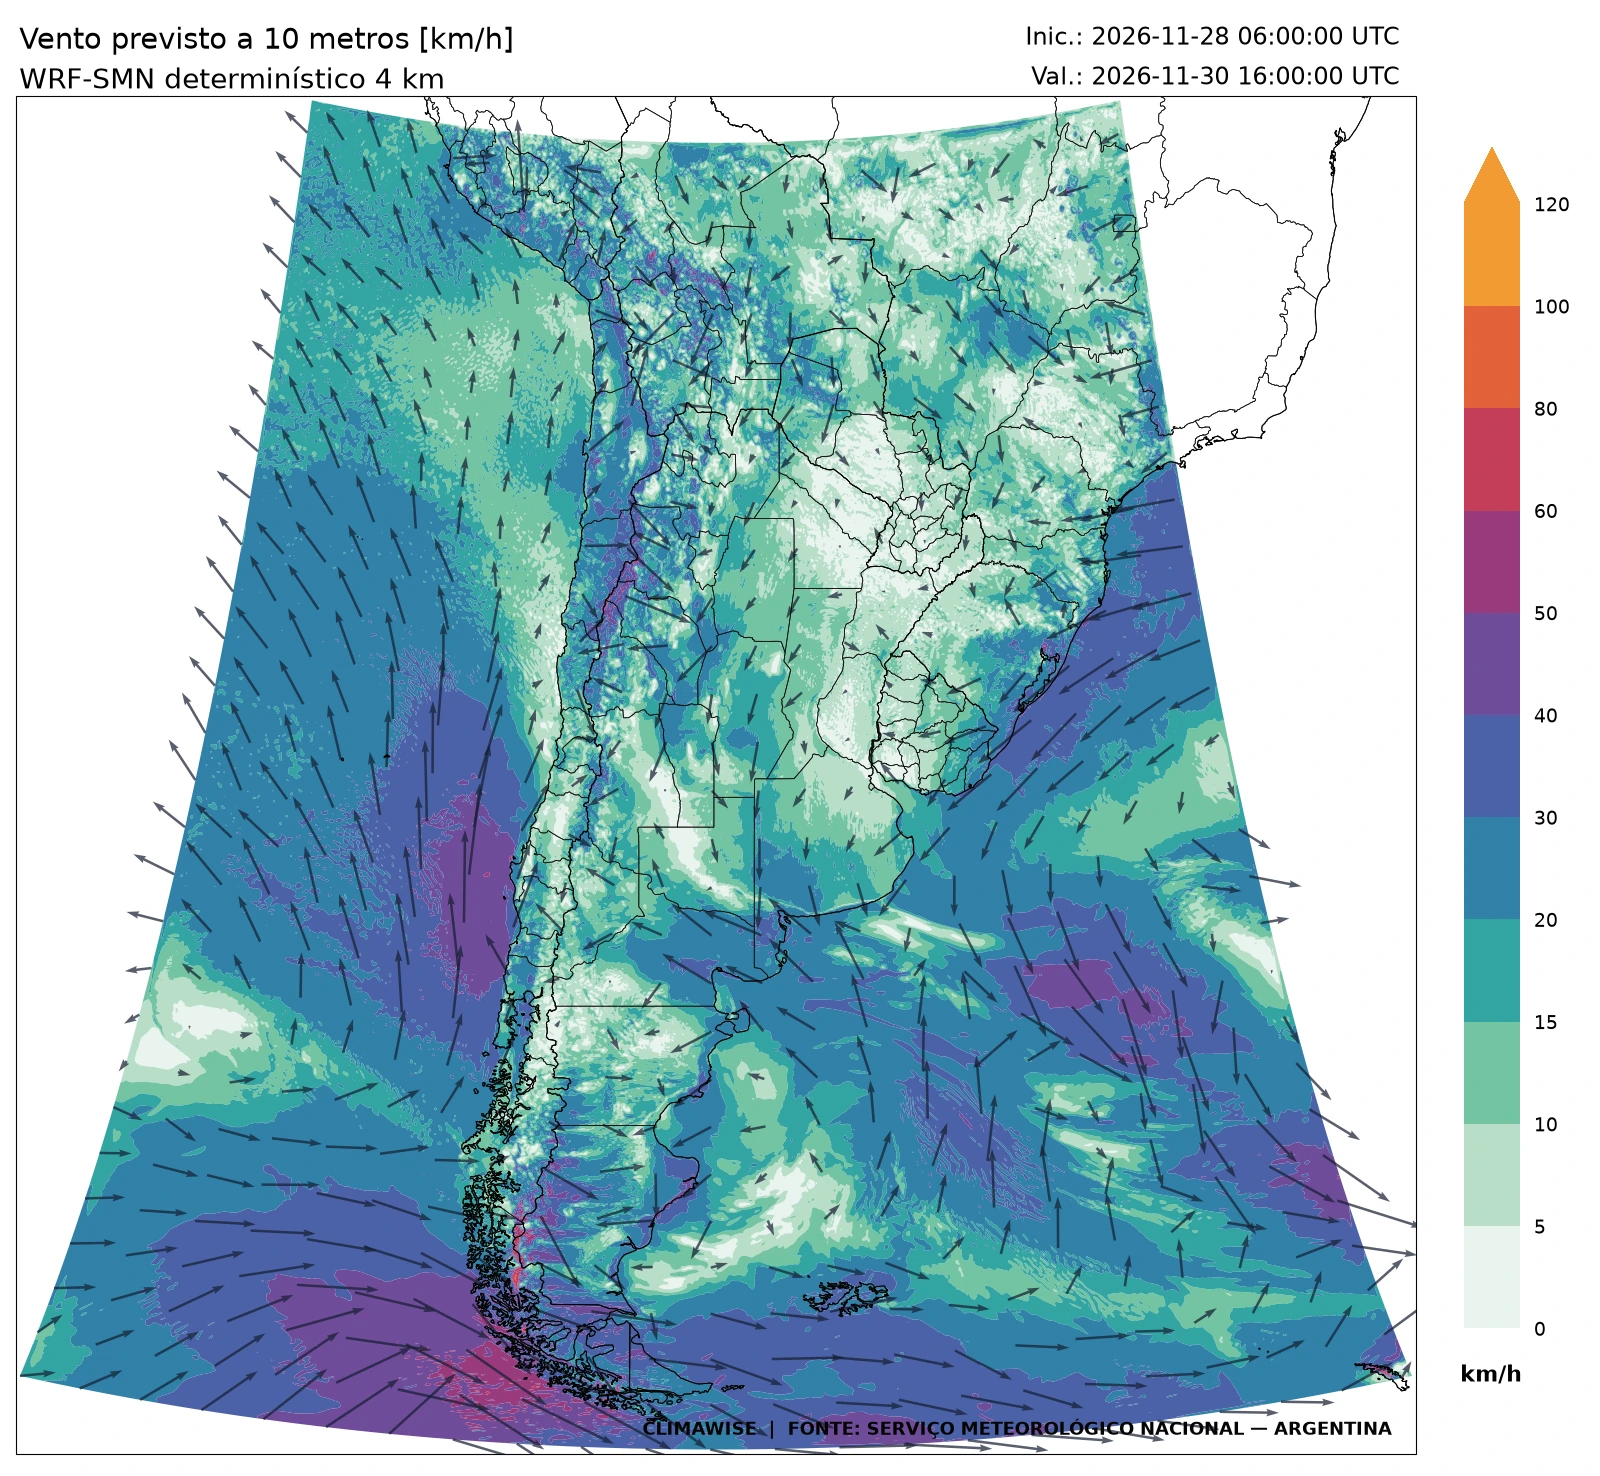 Vento previsto a 10 metros [km/h]
WRF-SMN determinístico 4 km
Inic.: 2026-11-28 06:00:00 UTC
Val.: 2026-11-30 16:00:00 UTC
120
100
80
60
50
40
30
20
15
10
5
0
km/h
CLIMAWISE | FONTE: SERVIÇO METEOROLÓGICO NACIONAL — ARGENTINA